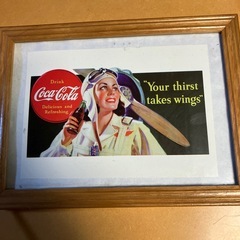 Drink
Coca-Cola
Delicious and
Refreshing
"Your thirst
takes wings"